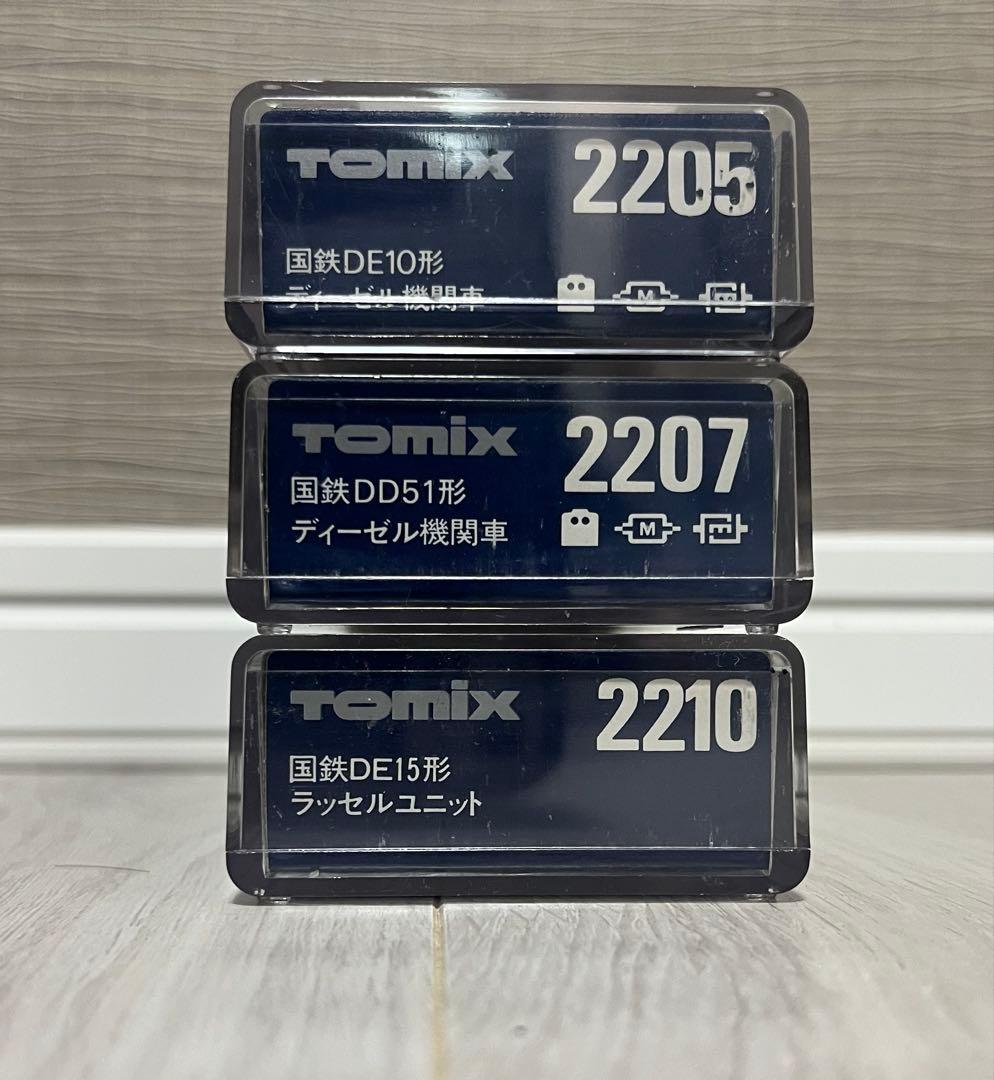 TOMIX 2205
国鉄DE10形
ディーゼル機関車
M
TOMIX 2207
国鉄DD51形
ディーゼル機関車
M
TOMIX 2210
国鉄DE15形
ラッセルユニット